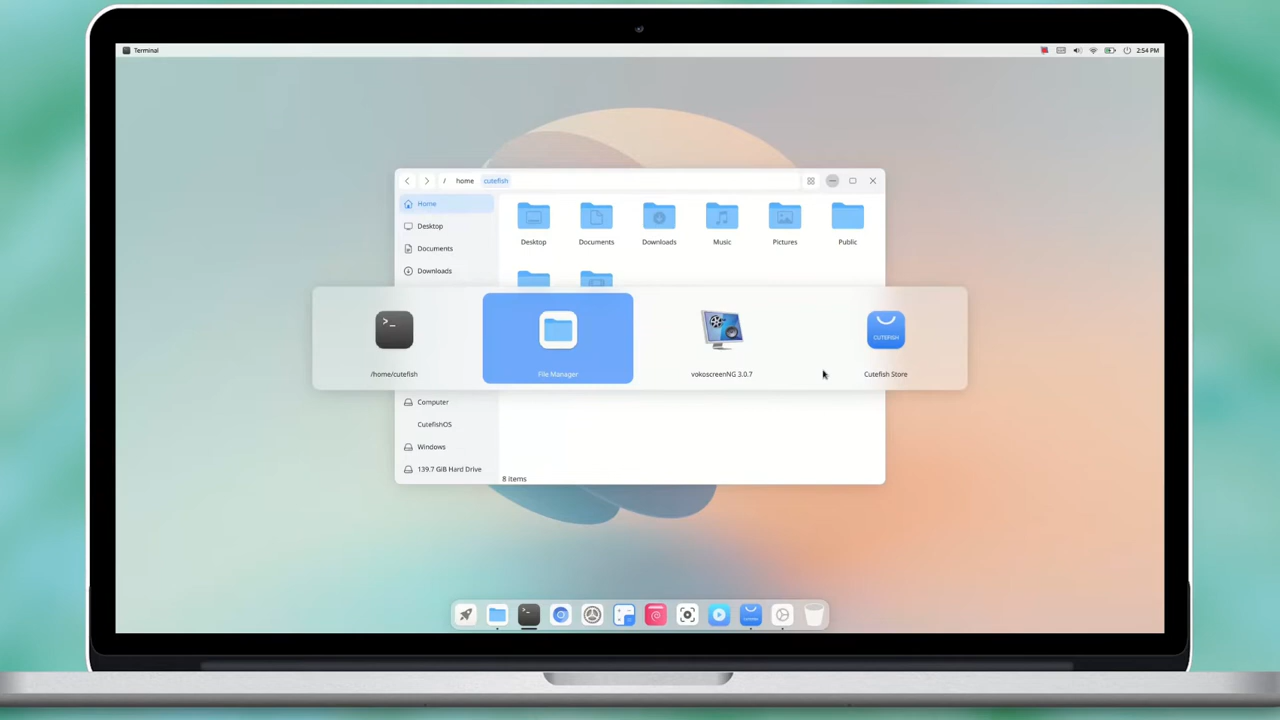 Terminal
2:54 PM
/ home cutefish
Home
Desktop
Documents
Downloads
Desktop
Documents
Downloads
Music
Pictures
Public
>_
CUTEFISH
/home/cutefish
File Manager
vokoscreenNG 3.0.7
Cutefish Store
Computer
CutefishOS
Windows
139.7 GiB Hard Drive
8 items
>_